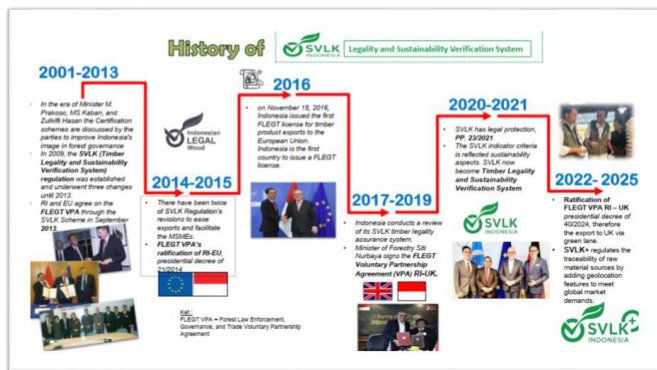 History of
SVLK
INDONESIA
Legality and Sustainability Verification System
2001-2013
In the era of Minister M.
Prakoso, MS Kaban, and
Zulkifli Hasan the Certification
schemes are discussed by the
parties to improve Indonesia's
image in forest governance
In 2009, the SVLK (Timber
Legality and Sustainability
Verification System)
regulation was established
and underwent three changes
until 2013.
RI and EU agree on the
FLEGT VPA through the
SVLK Scheme in September
2013.
Indonesian
LEGAL
Wood
2014-2015
There have been twice
of SVLK Regulation's
revisions to ease
exports and facilitate
the MSMEs.
FLEGT VPA's
ratification of RI-EU,
presidential decree of
21/2014
Ket :
FLEGT VPA = Forest Law Enforcement,
Governance, and Trade Voluntary Partnership
Agreement
2016
on November 15, 2016,
Indonesia issued the first
FLEGT license for timber
product exports to the
European Union.
Indonesia is the first
country to issue a FLEGT
license.
2017-2019
Indonesia conducts a review
of its SVLK timber legality
assurance system;
Minister of Forestry Siti
Nurbaya signs the FLEGT
Voluntary Partnership
Agreement (VPA) RI-UK.
2020-2021
SVLK has legal protection,
PP. 23/2021.
The SVLK indicator criteria
is reflected sustainability
aspects. SVLK now
become Timber Legality
and Sustainability
Verification System
SVLK
INDONESIA
2022- 2025
Ratification of
FLEGT VPA RI – UK
presidential decree of
40/2024, therefore
the export to UK via
green lane.
SVLK+ regulates the
traceability of raw
material sources by
adding geolocation
features to meet
global market
demands.
SVLK
INDONESIA